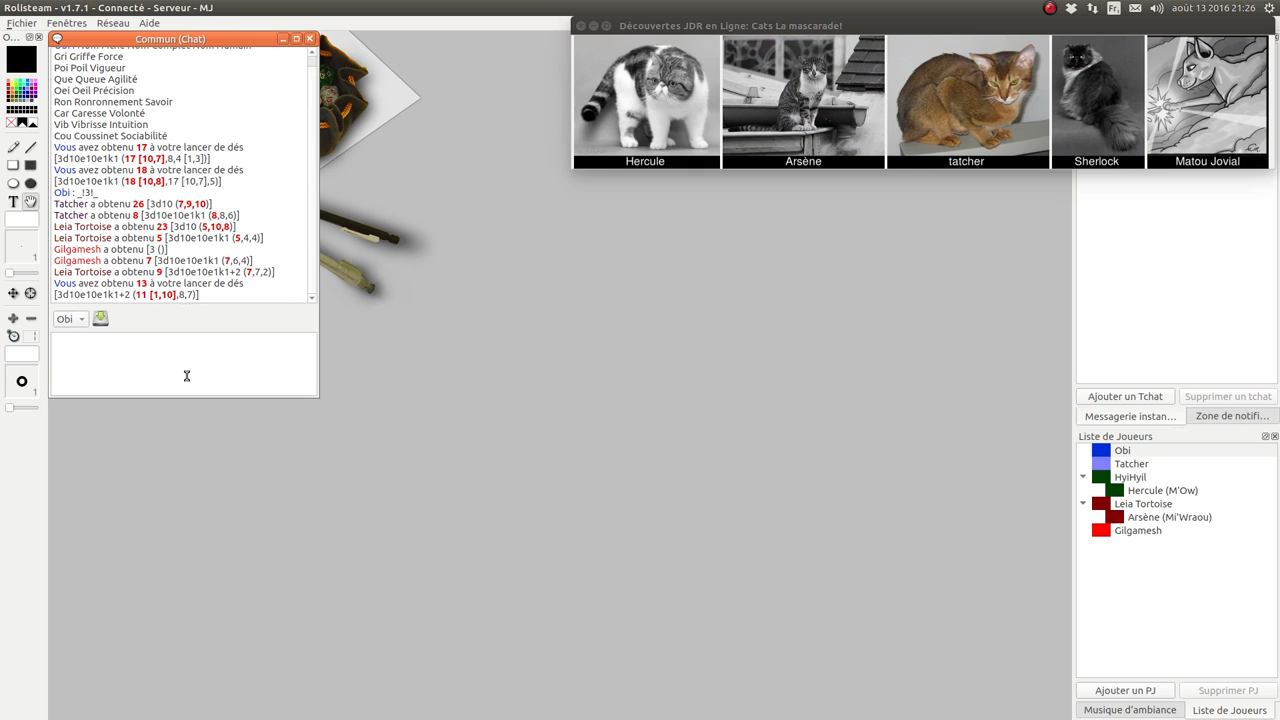 Rolisteam - v1.7.1 - Connecté - Serveur - MJ
Fr
août 13 2016 21:26
Fichier Fenêtres Réseau Aide
O...
Commun (Chat)
Gri Griffe Force
Poi Poil Vigueur
Que Queue Agilité
Oei Oeil Précision
Ron Ronronnement Savoir
Car Caresse Volonté
Vib Vibrisse Intuition
Cou Coussinet Sociabilité
Vous avez obtenu 17 à votre lancer de dés
[3d10e10e1k1 (17 [10,7],8,4 [1,3])]
Vous avez obtenu 18 à votre lancer de dés
[3d10e10e1k1 (18 [10,8],17 [10,7],5)]
Obi : _!3!_
Tatcher a obtenu 26 [3d10 (7,9,10)]
Tatcher a obtenu 8 [3d10e10e1k1 (8,8,6)]
Leia Tortoise a obtenu 23 [3d10 (5,10,8)]
Leia Tortoise a obtenu 5 [3d10e10e1k1 (5,4,4)]
Gilgamesh a obtenu [3 ()]
Gilgamesh a obtenu 7 [3d10e10e1k1 (7,6,4)]
Leia Tortoise a obtenu 9 [3d10e10e1k1+2 (7,7,2)]
Vous avez obtenu 13 à votre lancer de dés
[3d10e10e1k1+2 (11 [1,10],8,7)]
Obi
T
1
1
1
Découvertes JDR en Ligne: Cats La mascarade!
Hercule
Arsène
tatcher
Sherlock
Matou Jovial
Ajouter un Tchat
Supprimer un tchat
Messagerie instan...
Zone de notifi...
Liste de Joueurs
Obi
Tatcher
HyiHyil
Hercule (M'Ow)
Leia Tortoise
Arsène (Mi'Wraou)
Gilgamesh
Ajouter un PJ
Supprimer PJ
Musique d'ambiance
Liste de Joueurs